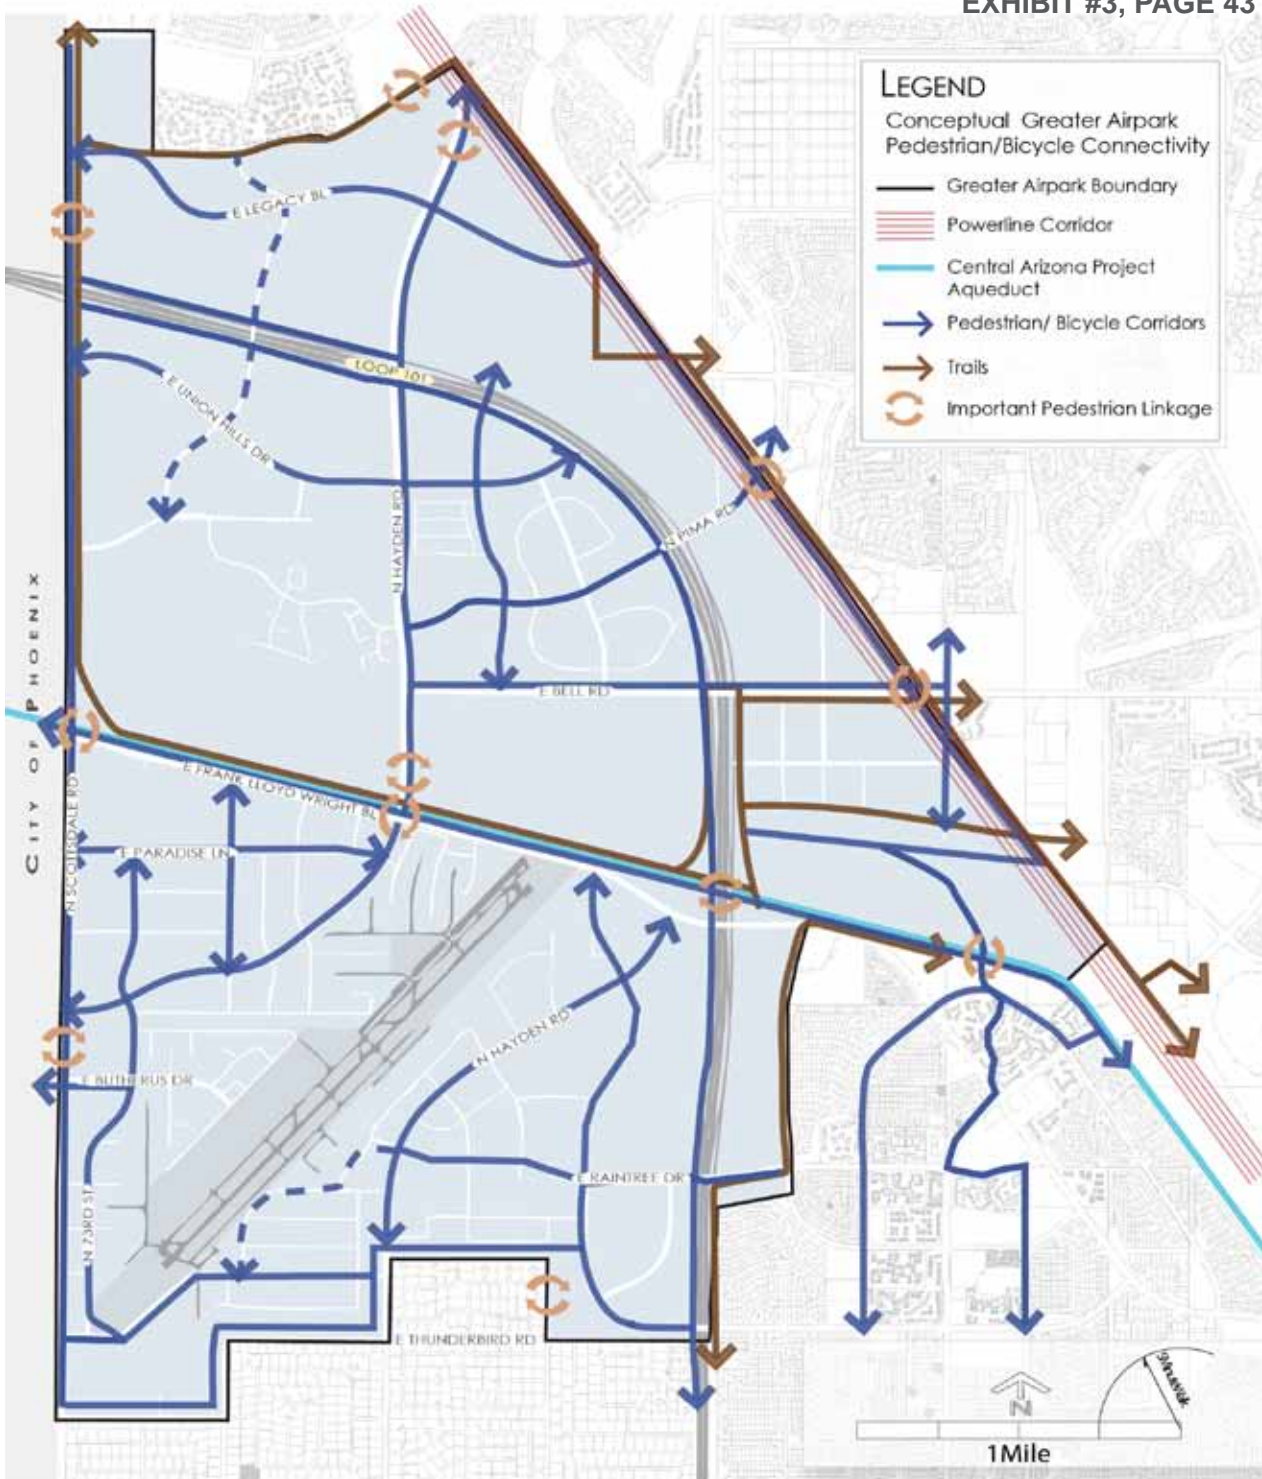 EXHIBIT #3, PAGE 43
LEGEND
Conceptual Greater Airpark
Pedestrian/Bicycle Connectivity
Greater Airpark Boundary
Powerline Corridor
Central Arizona Project
Aqueduct
Pedestrian/ Bicycle Corridors
Trails
Important Pedestrian Linkage
E LEGACY BL
LOOP 101
E UNION HILLS DR
N HAYDEN RD
N PIMA RD
CITY OF PHOENIX
E BELL RD
E FRANK LLOYD WRIGHT BL
N SCOTTSDALE RD
E PARADISE LN
N HAYDEN RD
E BUTHERUS DR
E RAINTREE DR
N 73RD ST
E THUNDERBIRD RD
N
1Mile